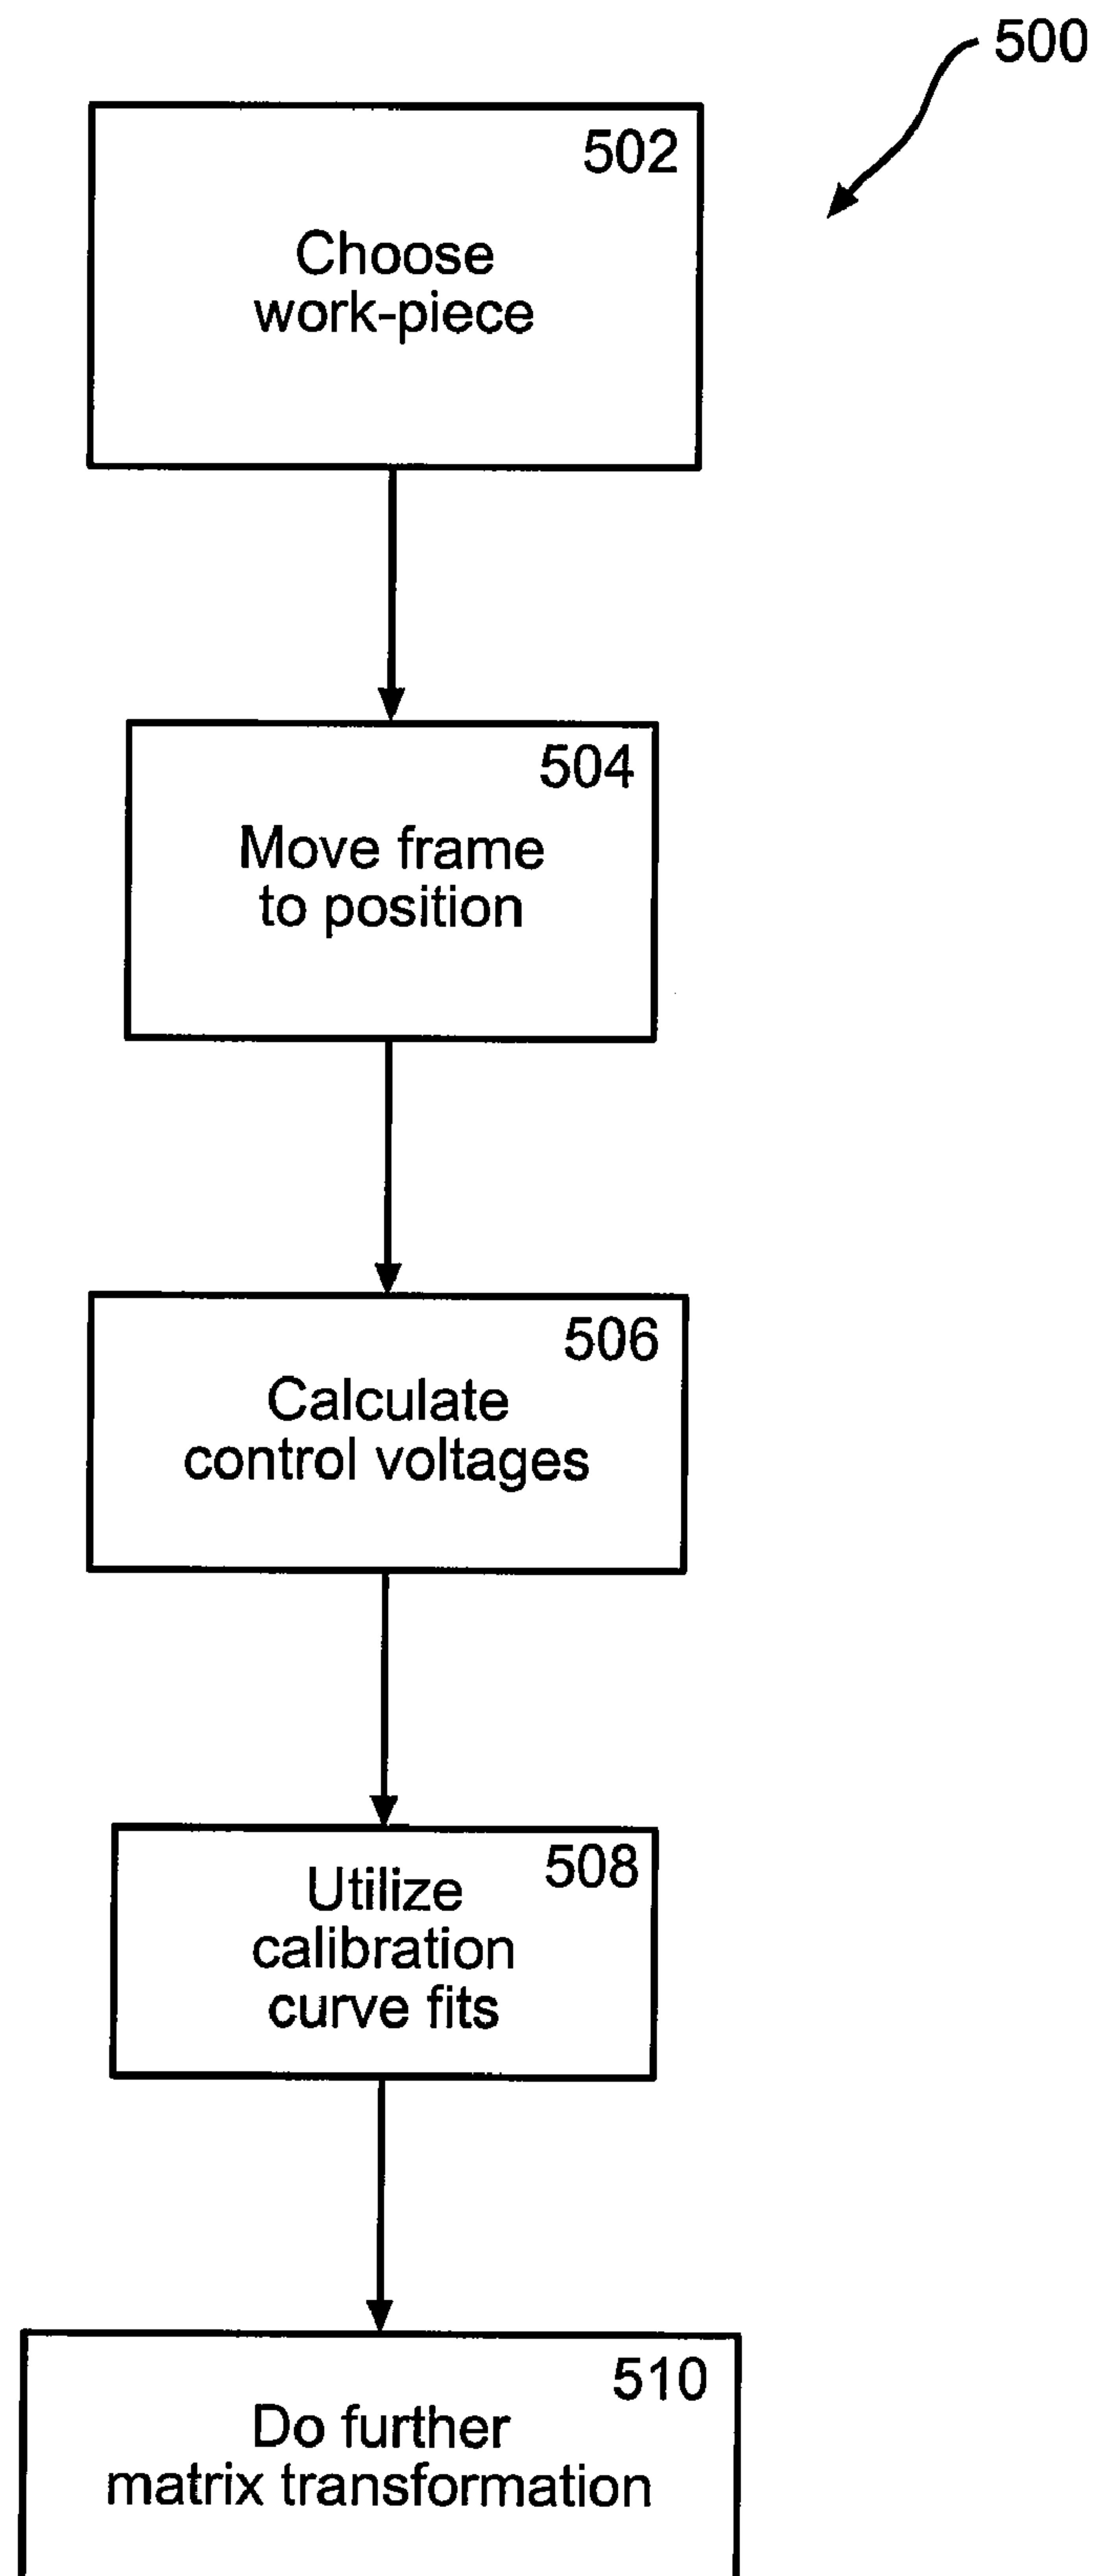 500
502
Choose
work-piece
504
Move frame
to position
506
Calculate
control voltages
508
Utilize
calibration
curve fits
510
Do further
matrix transformation